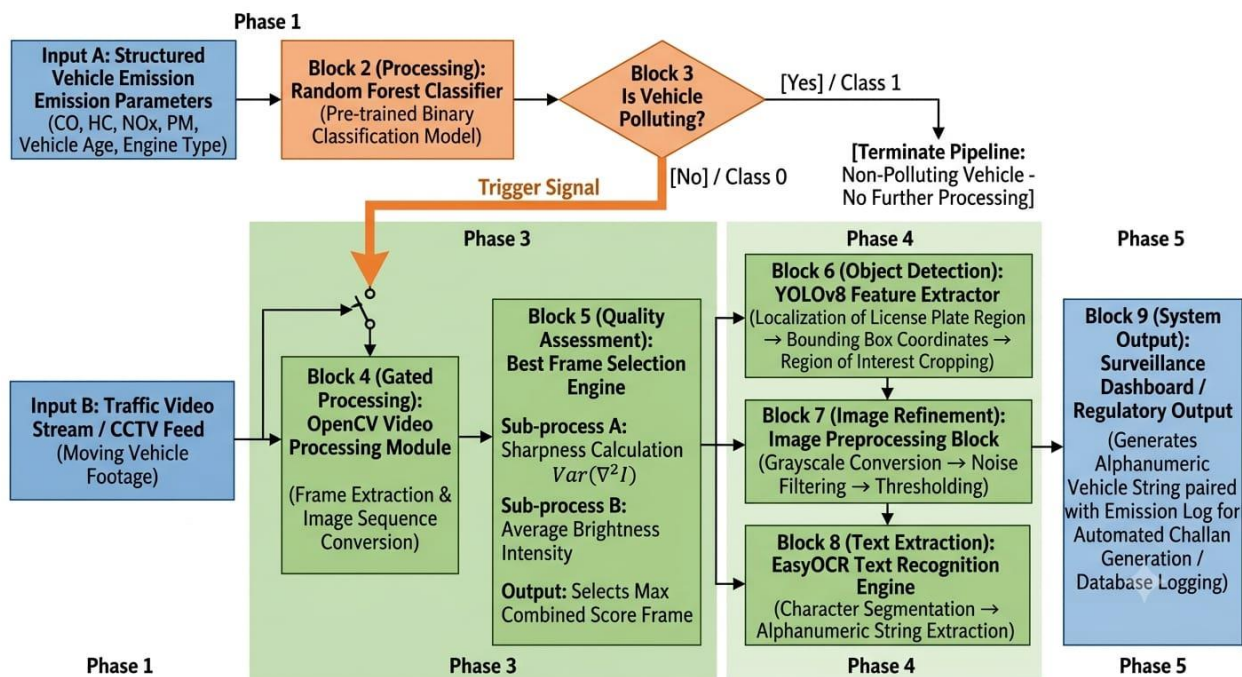 Phase 1
Input A: Structured
Vehicle Emission
Emission Parameters
(CO, HC, NOx, PM,
Vehicle Age, Engine Type)
Block 2 (Processing):
Random Forest Classifier
(Pre-trained Binary
Classification Model)
Block 3
Is Vehicle
Polluting?
[Yes] / Class 1
[Terminate Pipeline:
Non-Polluting Vehicle -
No Further Processing]
[No] / Class 0
Trigger Signal
Phase 3
Phase 4
Phase 5
Input B: Traffic Video
Stream / CCTV Feed
(Moving Vehicle
Footage)
Block 4 (Gated
Processing):
OpenCV Video
Processing Module
(Frame Extraction &
Image Sequence
Conversion)
Block 5 (Quality
Assessment):
Best Frame Selection
Engine
Sub-process A:
Sharpness Calculation
Var(∇²I)
Sub-process B:
Average Brightness
Intensity
Output: Selects Max
Combined Score Frame
Block 6 (Object Detection):
YOLOv8 Feature Extractor
(Localization of License Plate Region
→ Bounding Box Coordinates →
Region of Interest Cropping)
Block 7 (Image Refinement):
Image Preprocessing Block
(Grayscale Conversion → Noise
Filtering → Thresholding)
Block 8 (Text Extraction):
EasyOCR Text Recognition
Engine
(Character Segmentation →
Alphanumeric String Extraction)
Block 9 (System
Output):
Surveillance
Dashboard /
Regulatory Output
(Generates
Alphanumeric
Vehicle String paired
with Emission Log for
Automated Challan
Generation /
Database Logging)
Phase 1
Phase 3
Phase 4
Phase 5